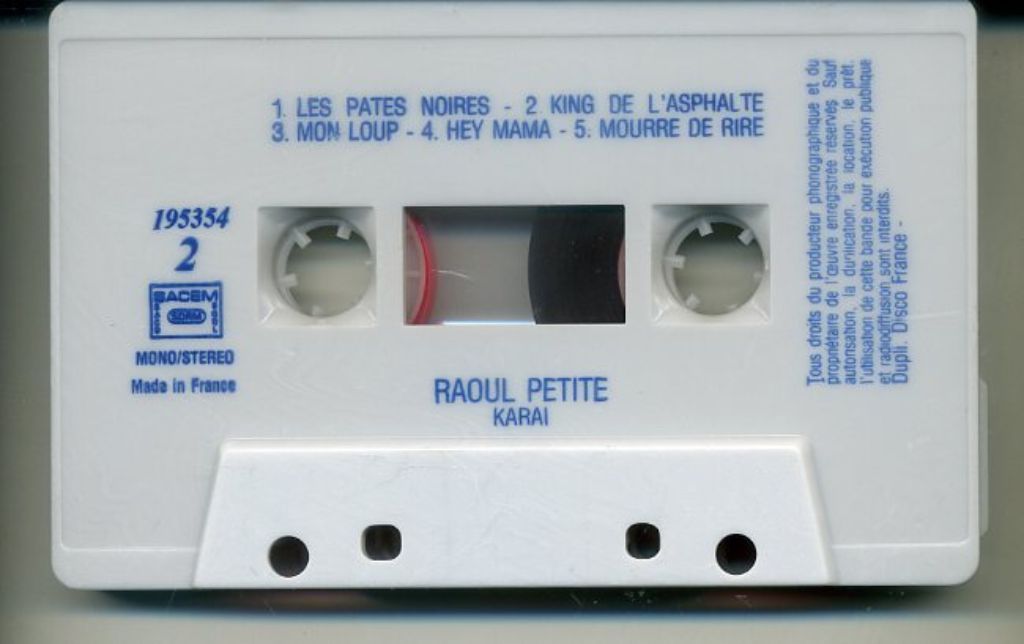 1. LES PATES NOIRES - 2. KING DE L'ASPHALTE
3. MON LOUP - 4. HEY MAMA - 5. MOURRE DE RIRE
195354
2
SACEM
SDRM
MONO/STEREO
Made in France
RAOUL PETITE
KARAI
Tous droits du producteur phonographique et du
propriétaire de l'œuvre enregistrée réservés Sauf
autorisation, la duplication, la location, le prêt,
l'utilisation de cette bande pour exécution publique
et radiodiffusion sont interdits.
Dupli. Disco France -